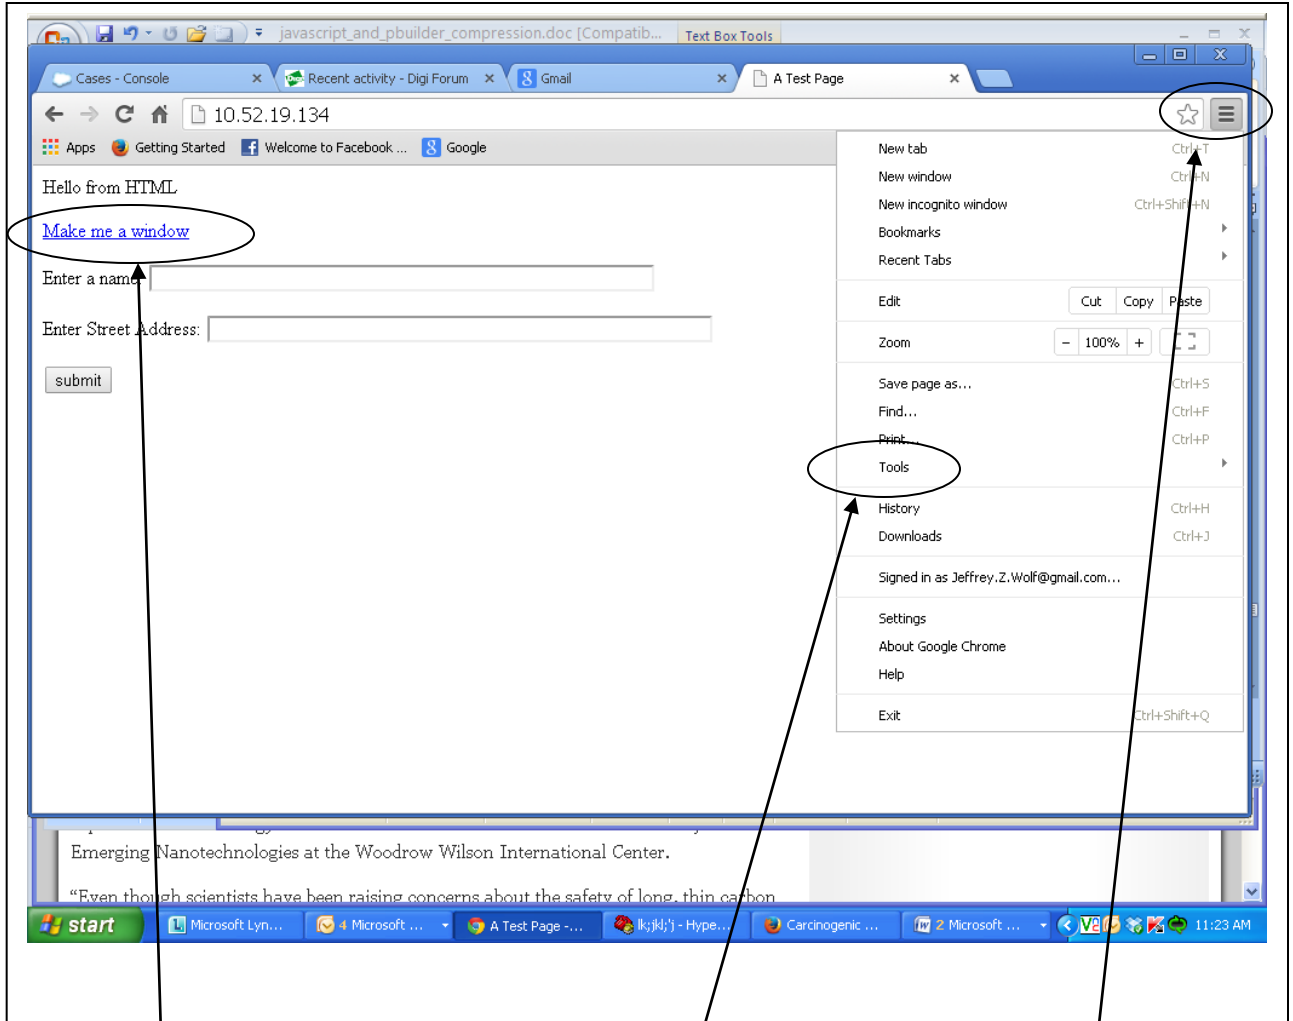 javascript_and_pbuilder_compression.doc [Compatib... Text Box Tools
Cases - Console Recent activity - Digi Forum Gmail A Test Page
10.52.19.134
Apps Getting Started Welcome to Facebook ... Google
Hello from HTML
Make me a window
Enter a name:
Enter Street Address:
submit
New tab Ctrl+T
New window Ctrl+N
New incognito window Ctrl+Shift+N
Bookmarks
Recent Tabs
Edit Cut Copy Paste
Zoom - 100% +
Save page as... Ctrl+S
Find... Ctrl+F
Print... Ctrl+P
Tools
History Ctrl+H
Downloads Ctrl+J
Signed in as Jeffrey.Z.Wolf@gmail.com...
Settings
About Google Chrome
Help
Exit Ctrl+Shift+Q
Emerging Nanotechnologies at the Woodrow Wilson International Center.
“Even though scientists have been raising concerns about the safety of long, thin carbon
start Microsoft Lyn... 4 Microsoft ... A Test Page -... lk;jkl;'j - Hype... Carcinogenic ... 2 Microsoft ... 11:23 AM